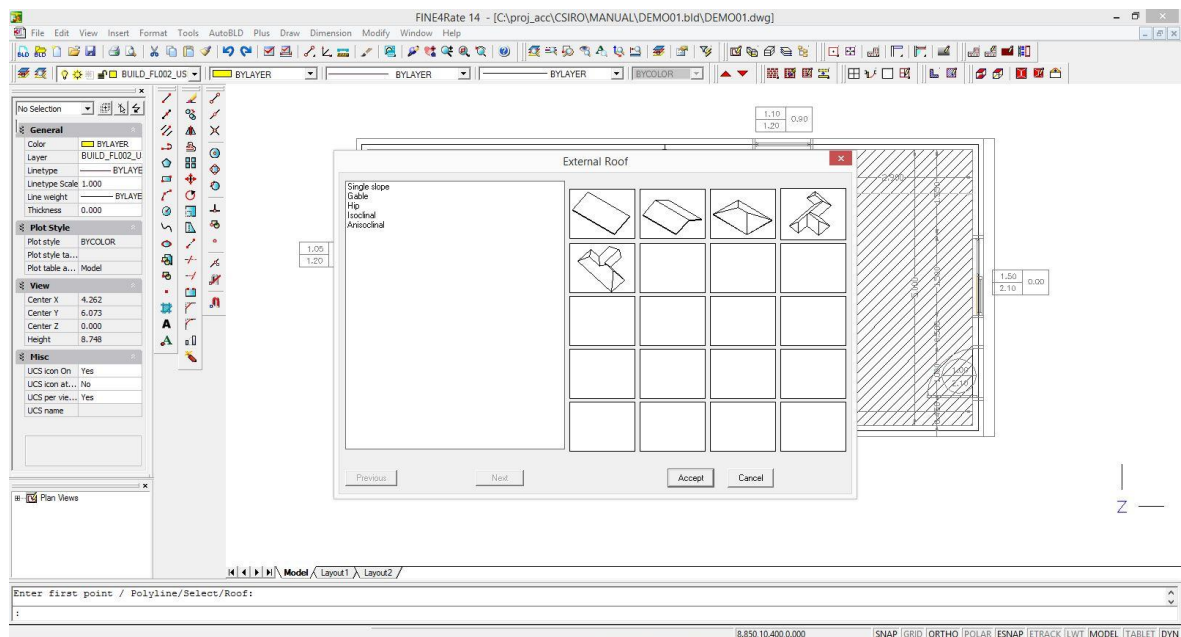 FINE4Rate 14 - [C:\proj_acc\CSIRO\MANUAL\DEMO01.bld\DEMO01.dwg]
File Edit View Insert Format Tools AutoBLD Plus Draw Dimension Modify Window Help
BUILD_FL002_US BYLAYER BYLAYER BYLAYER BYCOLOR
No Selection
General
Color BYLAYER
Layer BUILD_FL002_U
Linetype BYLAYE
Linetype Scale 1.000
Line weight BYLAYE
Thickness 0.000
Plot Style
Plot style BYCOLOR
Plot style ta...
Plot table a... Model
View
Center X 4.262
Center Y 6.073
Center Z 0.000
Height 8.748
Misc
UCS icon On Yes
UCS icon at... No
UCS per vie... Yes
UCS name
Plan Views
1.10
1.20
0.90
1.05
1.20
External Roof
Single slope
Gable
Hip
Isoclinal
Anisoclinal
Previous Next Accept Cancel
1.50
2.10
0.00
1.00
2.10
Z
Model Layout1 Layout2
Enter first point / Polyline/Select/Roof:
:
8.850,10.400,0.000 SNAP GRID ORTHO POLAR ESNAP ETRACK LWT MODEL TABLET DYN